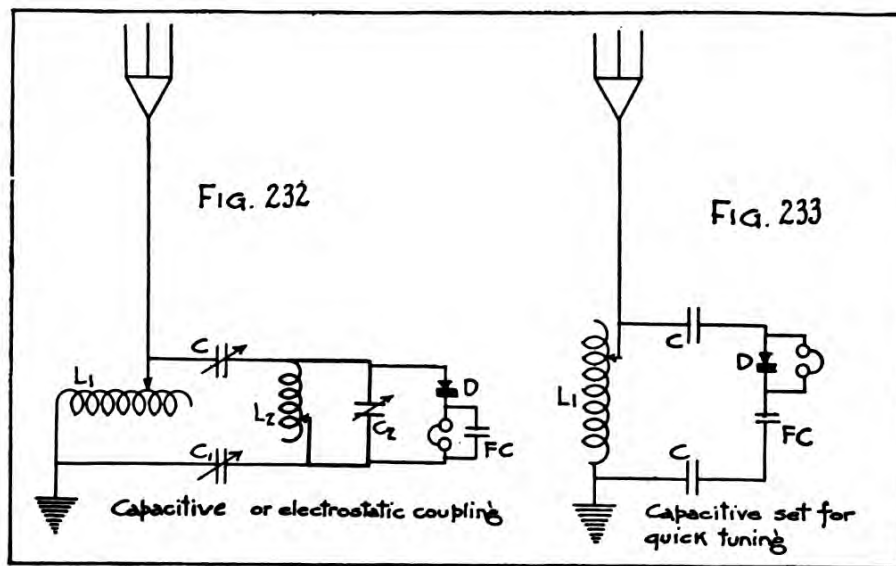 FIG. 232
L1
C
C1
L2
C2
D
FC
Capacitive or electrostatic coupling
FIG. 233
L1
C
C
D
FC
Capacitive set for
quick tuning